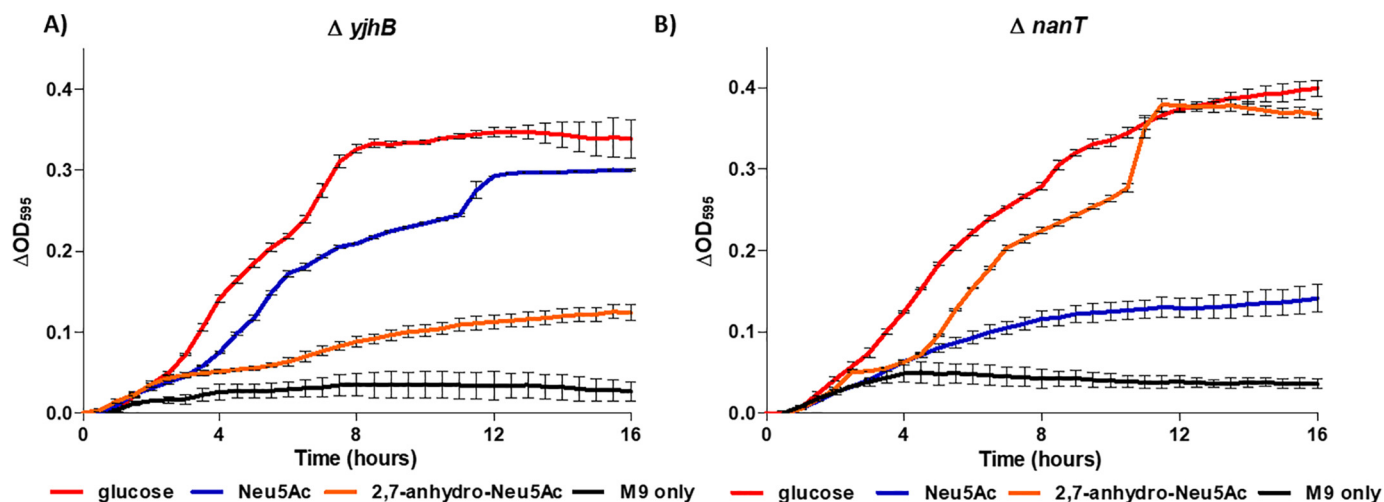 A)
Δ yjhB
ΔOD595
0.4
0.3
0.2
0.1
0.0
0
4
8
12
16
Time (hours)
glucose Neu5Ac 2,7-anhydro-Neu5Ac M9 only
B)
Δ nanT
ΔOD595
0.4
0.3
0.2
0.1
0.0
0
4
8
12
16
Time (hours)
glucose Neu5Ac 2,7-anhydro-Neu5Ac M9 only